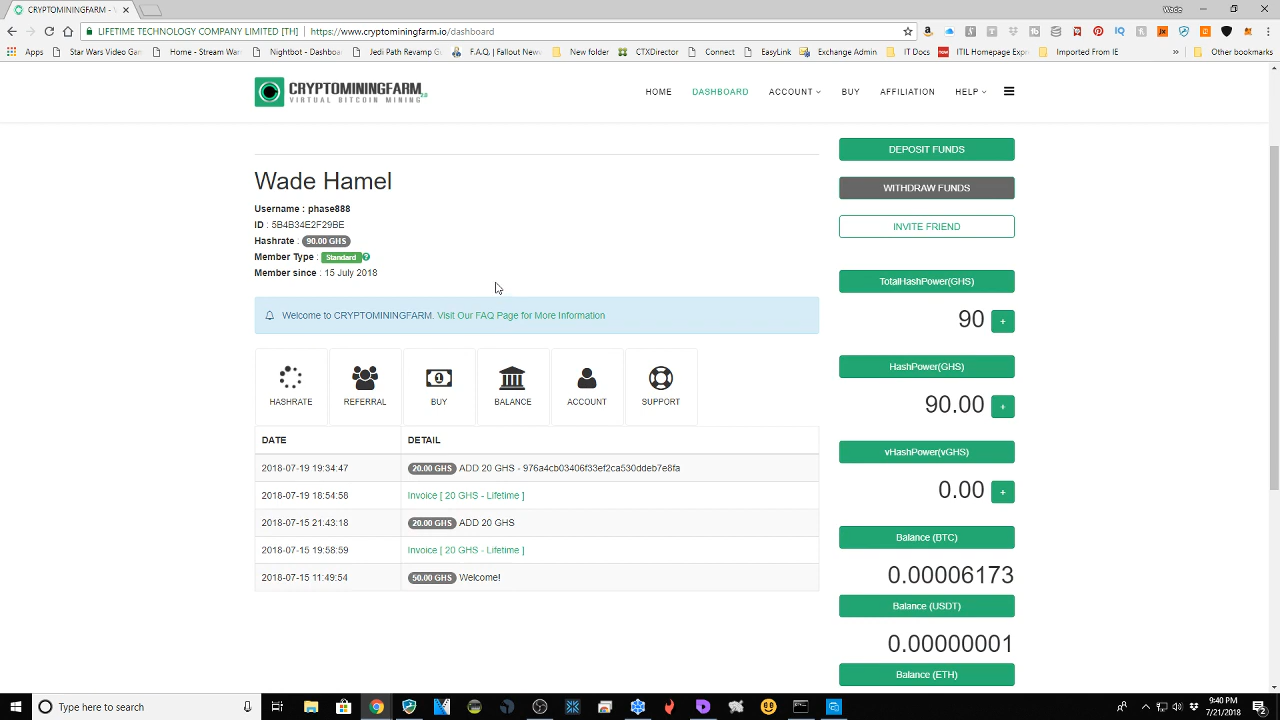 CRYPTOMININGFARM -
Wade
LIFETIME TECHNOLOGY COMPANY LIMITED [TH]
https://www.cryptominingfarm.io/dashboard
Apps
Star Wars Video Gam
Home - Stream World
Nightbot - Dashboard
Jedi Path Revamped (
F.A.Q. | Fallout New
New folder
CTXDirector
Connect
EasyLink
Exchange Admin
IT Docs
ITIL Homepage Exp
Imported From IE
Other bookmarks
CRYPTOMININGFARM
VIRTUAL BITCOIN MINING
HOME
DASHBOARD
ACCOUNT
BUY
AFFILIATION
HELP
Wade Hamel
Username : phase888
ID : 5B4B34E2F29BE
Hashrate : 90.00 GHS
Member Type : Standard
Member since : 15 July 2018
Welcome to CRYPTOMININGFARM. Visit Our FAQ Page for More Information
HASHRATE
REFERRAL
BUY
BALANCE
ACCOUNT
SUPPORT
DATE DETAIL
2018-07-19 19:34:47 20.00 GHS ADD 20 GHS - 976a4cb03406f33ef2ca530ddeb7e8fa
2018-07-19 18:54:58 Invoice [ 20 GHS - Lifetime ]
2018-07-15 21:43:18 20.00 GHS ADD 20 GHS
2018-07-15 19:58:59 Invoice [ 20 GHS - Lifetime ]
2018-07-15 11:49:54 50.00 GHS Welcome!
DEPOSIT FUNDS
WITHDRAW FUNDS
INVITE FRIEND
TotalHashPower(GHS)
90 +
HashPower(GHS)
90.00 +
vHashPower(vGHS)
0.00 +
Balance (BTC)
0.00006173
Balance (USDT)
0.00000001
Balance (ETH)
Type here to search
9:40 PM
7/21/2018